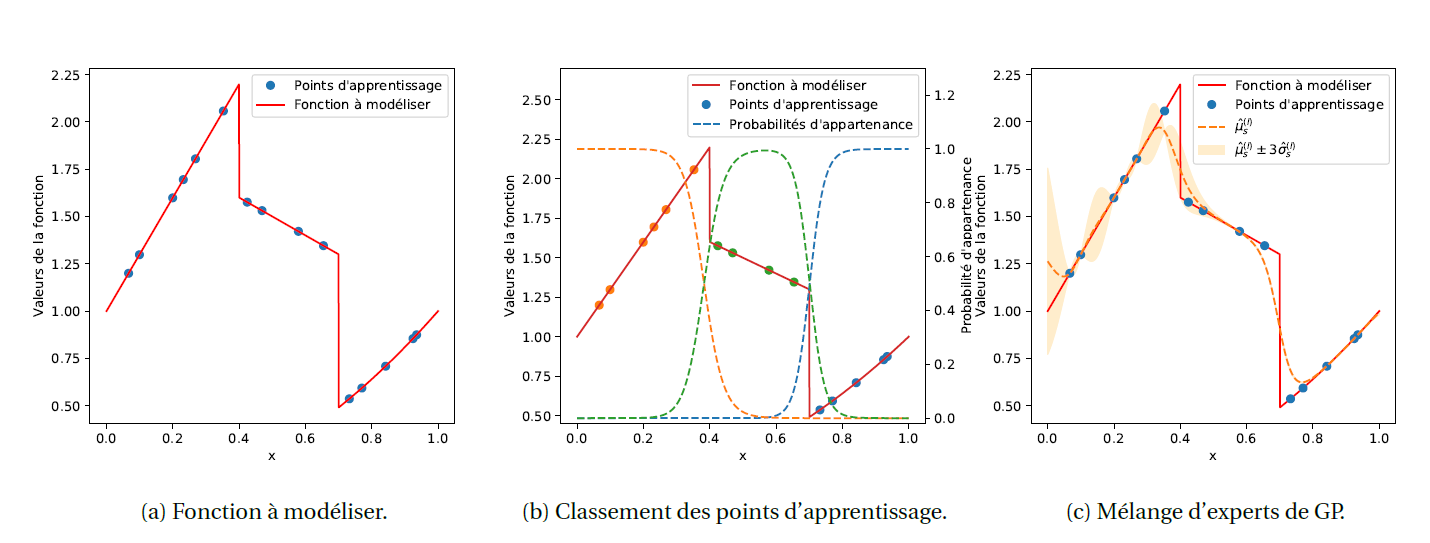 2.25
2.00
1.75
1.50
1.25
1.00
0.75
0.50
0.0 0.2 0.4 0.6 0.8 1.0
x
Valeurs de la fonction
Points d'apprentissage
Fonction à modéliser
(a) Fonction à modéliser.
2.50
2.25
2.00
1.75
1.50
1.25
1.00
0.75
0.50
0.0 0.2 0.4 0.6 0.8 1.0
x
Valeurs de la fonction
Fonction à modéliser
Points d'apprentissage
Probabilités d'appartenance
1.2
1.0
0.8
0.6
0.4
0.2
0.0
Probabilité d'appartenance
(b) Classement des points d’apprentissage.
Valeurs de la fonction
2.25
2.00
1.75
1.50
1.25
1.00
0.75
0.50
0.0 0.2 0.4 0.6 0.8 1.0
x
Fonction à modéliser
Points d'apprentissage
μ̂ₛ⁽ˡ⁾
μ̂ₛ⁽ˡ⁾ ± 3σ̂ₛ⁽ˡ⁾
(c) Mélange d’experts de GP.